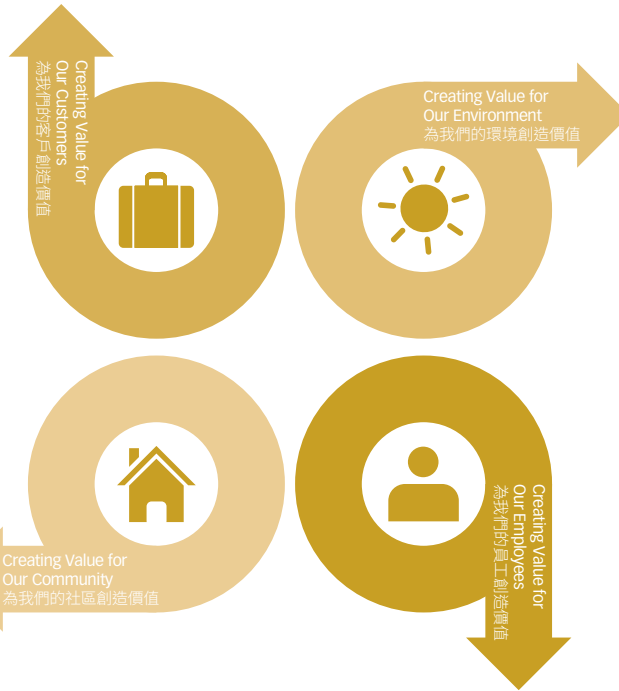 Creating Value for
Our Customers
為我們的客戶創造價值
Creating Value for
Our Environment
為我們的環境創造價值
Creating Value for
Our Community
為我們的社區創造價值
Creating Value for
Our Employees
為我們的員工創造價值